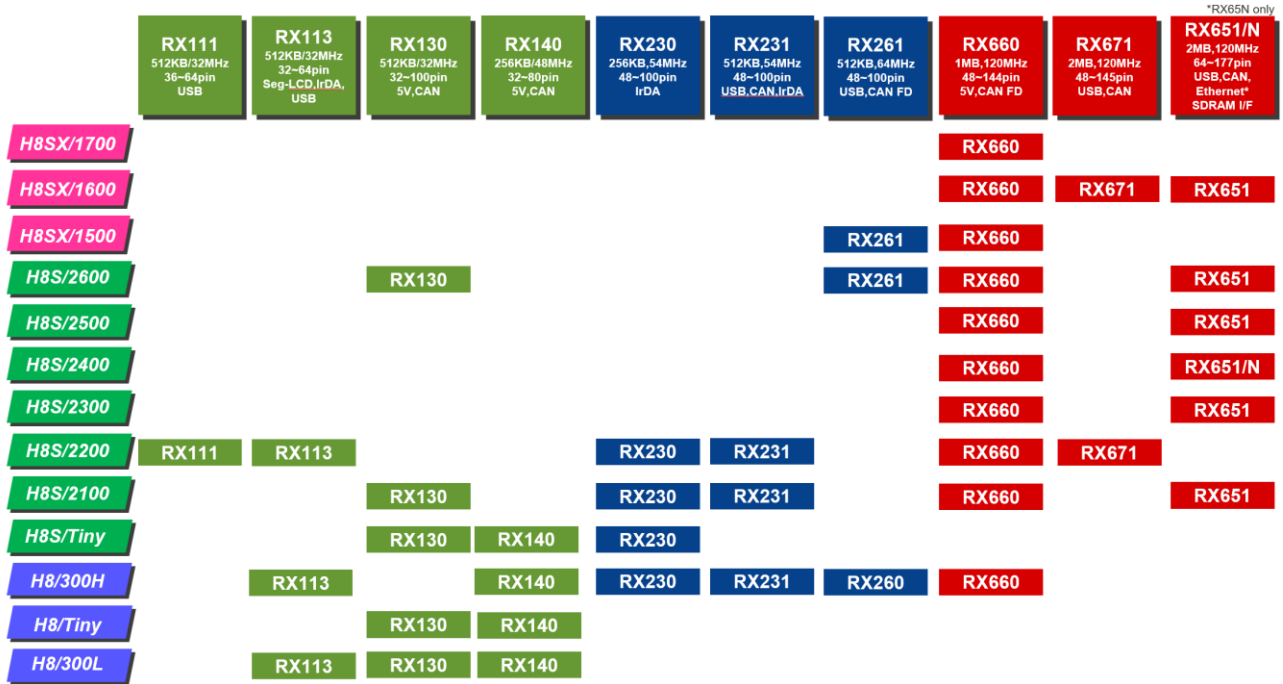 *RX65N only
RX111
512KB/32MHz
36~64pin
USB
RX113
512KB/32MHz
32~64pin
Seg-LCD,IrDA,
USB
RX130
512KB/32MHz
32~100pin
5V,CAN
RX140
256KB/48MHz
32~80pin
5V,CAN
RX230
256KB,54MHz
48~100pin
IrDA
RX231
512KB,54MHz
48~100pin
USB,CAN,IrDA
RX261
512KB,64MHz
48~100pin
USB,CAN FD
RX660
1MB,120MHz
48~144pin
5V,CAN FD
RX671
2MB,120MHz
48~145pin
USB,CAN
RX651/N
2MB,120MHz
64~177pin
USB,CAN,
Ethernet*
SDRAM I/F
H8SX/1700 RX660
H8SX/1600 RX660 RX671 RX651
H8SX/1500 RX261 RX660
H8S/2600 RX130 RX261 RX660 RX651
H8S/2500 RX660 RX651
H8S/2400 RX660 RX651/N
H8S/2300 RX660 RX651
H8S/2200 RX111 RX113 RX230 RX231 RX660 RX671
H8S/2100 RX130 RX230 RX231 RX660 RX651
H8S/Tiny RX130 RX140 RX230
H8/300H RX113 RX140 RX230 RX231 RX260 RX660
H8/Tiny RX130 RX140
H8/300L RX113 RX130 RX140